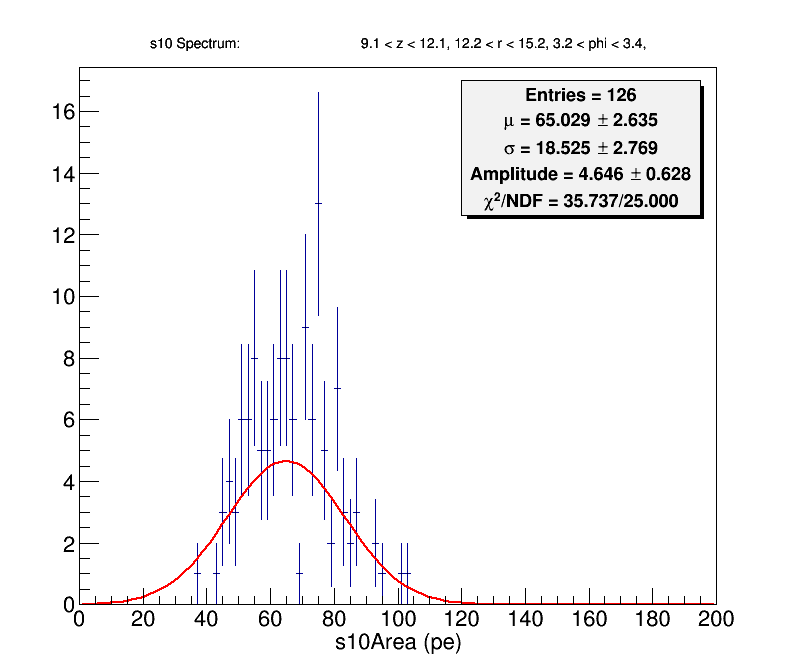 s10 Spectrum: 9.1 < z < 12.1, 12.2 < r < 15.2, 3.2 < phi < 3.4,
Entries = 126
μ = 65.029 ± 2.635
σ = 18.525 ± 2.769
Amplitude = 4.646 ± 0.628
χ²/NDF = 35.737/25.000
16
14
12
10
8
6
4
2
0
0 20 40 60 80 100 120 140 160 180 200
s10Area (pe)